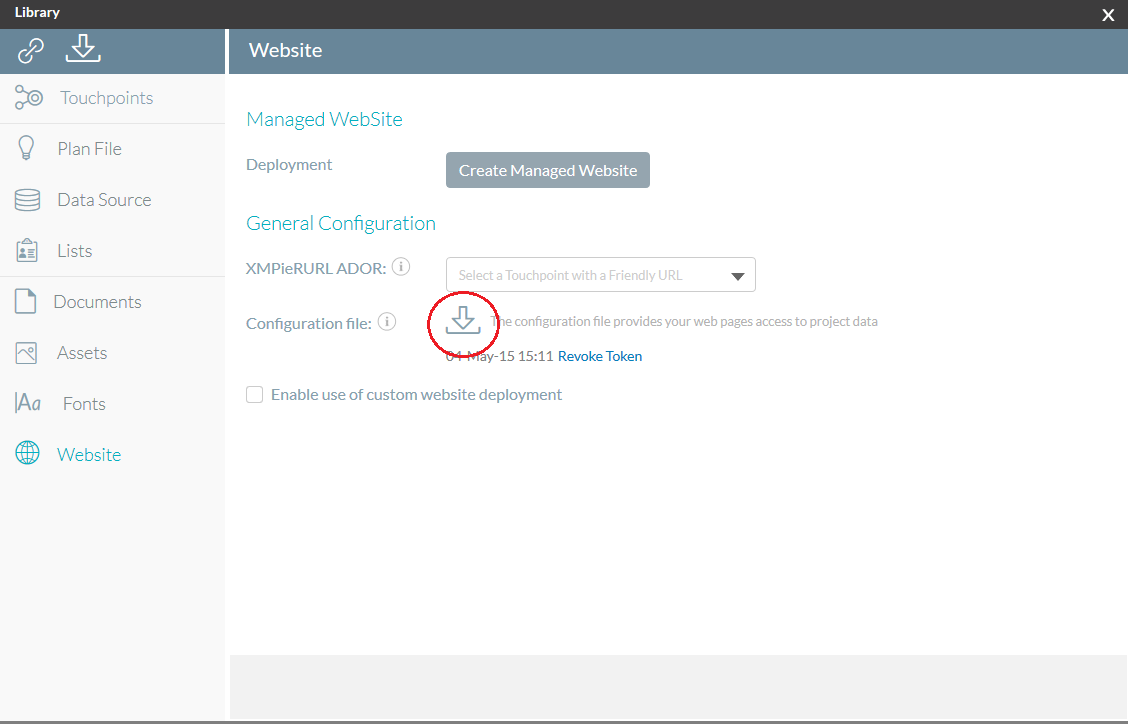 Library
X
Website
Touchpoints
Plan File
Data Source
Lists
Documents
Assets
Aa Fonts
Website
Managed WebSite
Deployment Create Managed Website
General Configuration
XMPieRURL ADOR: i Select a Touchpoint with a Friendly URL
Configuration file: i The configuration file provides your web pages access to project data
04-May-15 15:11 Revoke Token
Enable use of custom website deployment